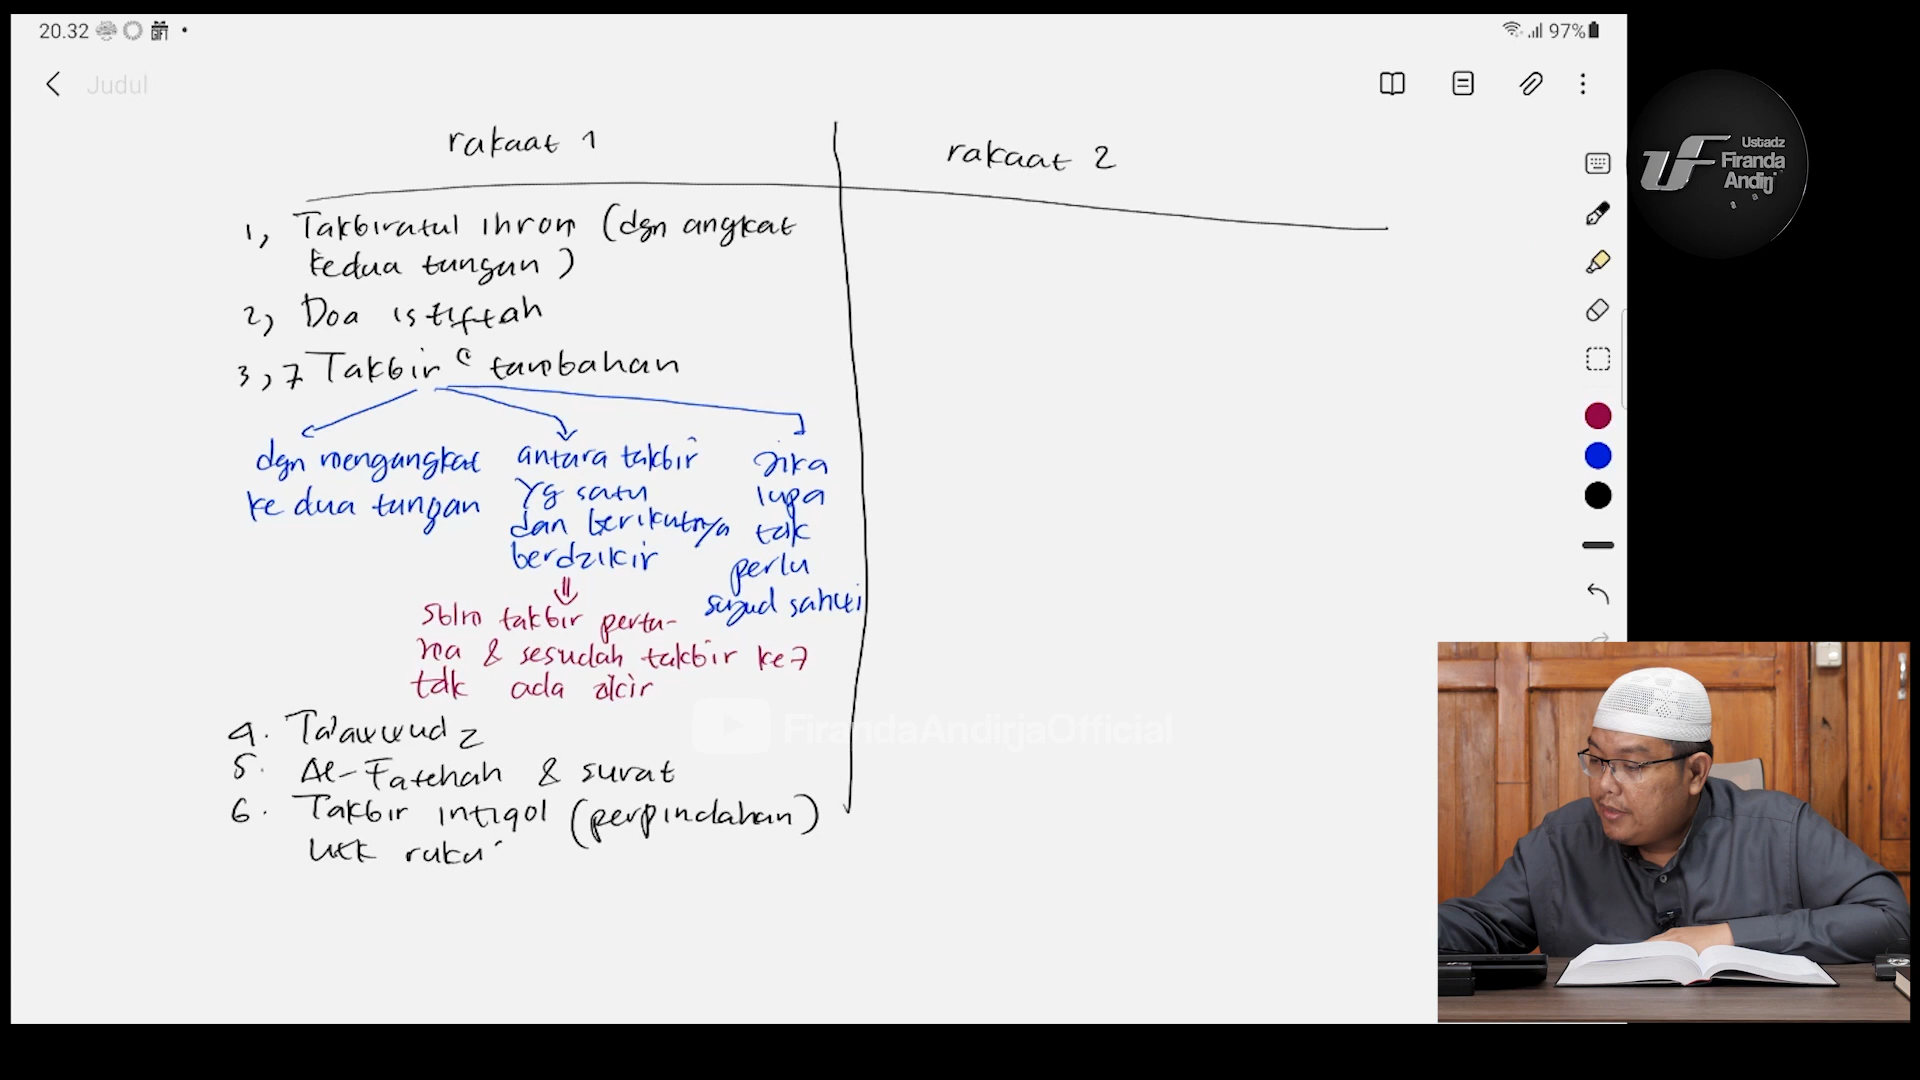 20.32
97%
Judul
rakaat 1
rakaat 2
1, Takbiratul ihrom (dgn angkat
kedua tangan)
2, Doa istiftah
3, 7 Takbir tambahan
dgn mengangkat
kedua tangan
antara takbir
yg satu
dan berikutnya
berdzikir
jika
lupa
tdk
perlu
sujud sahwi
sblm takbir perta-
ma & sesudah takbir ke 7
tdk ada dzikir
4. Ta'awwudz
5. Al-Fatehah & surat
6. Takbir intiqol (perpindahan)
utk ruku'
Ustadz
Firanda
Andirj
FirandaAndirjaOfficial